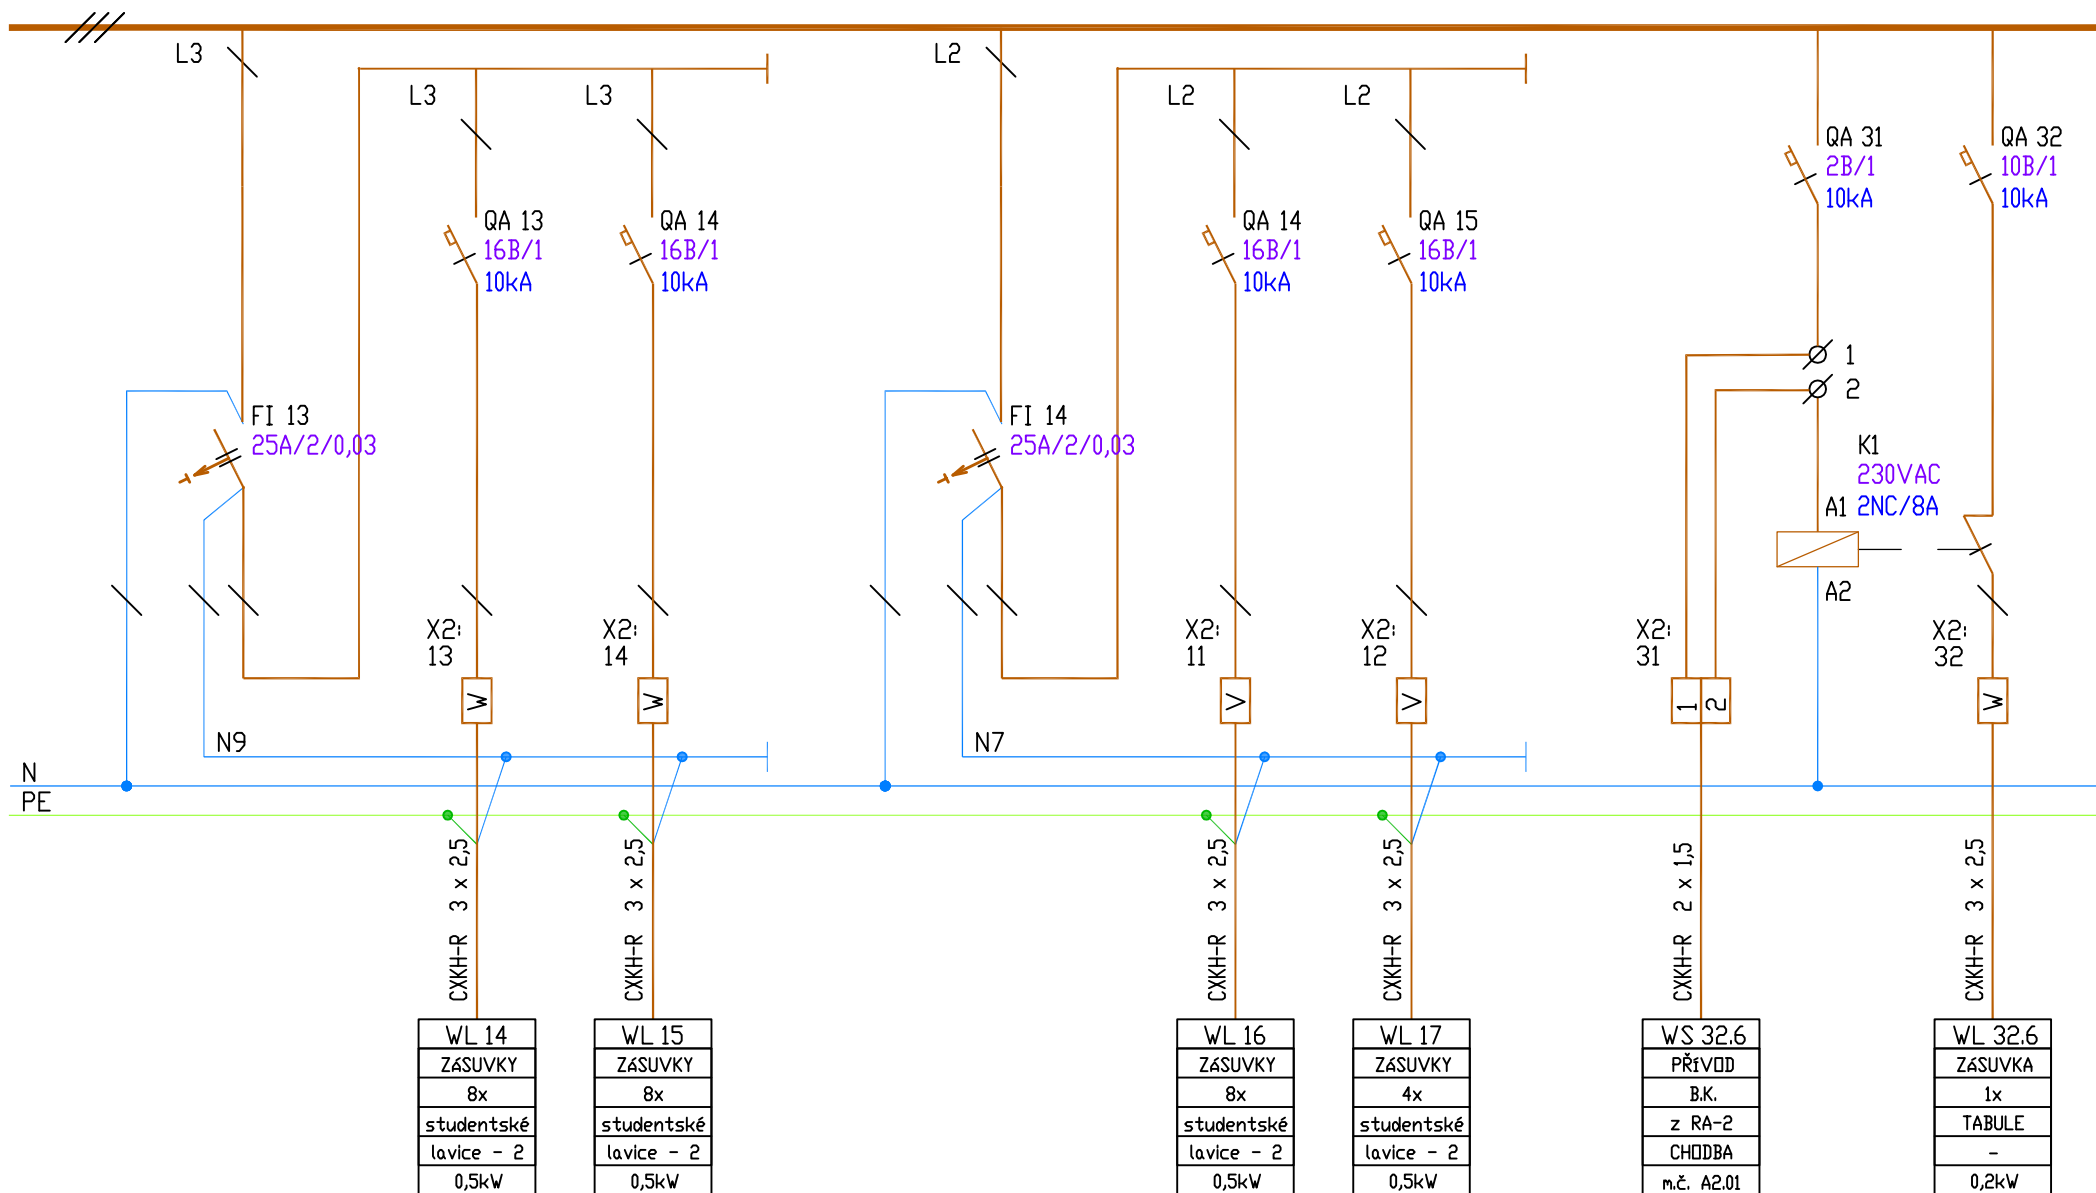 L3
L2
L3
L3
L2
L2
QA 31
2B/1
10kA
QA 32
10B/1
10kA
QA 13
16B/1
10kA
QA 14
16B/1
10kA
QA 14
16B/1
10kA
QA 15
16B/1
10kA
1
2
FI 13
25A/2/0,03
FI 14
25A/2/0,03
K1
230VAC
A1 2NC/8A
A2
X2:
13
X2:
14
X2:
11
X2:
12
X2:
31
X2:
32
W
W
V
V
1
2
W
N9
N7
N
PE
CXKH-R 3 x 2,5
CXKH-R 3 x 2,5
CXKH-R 3 x 2,5
CXKH-R 3 x 2,5
CXKH-R 2 x 1,5
CXKH-R 3 x 2,5
WL 14
ZÁSUVKY
8x
studentské
lavice - 2
0,5kW
WL 15
ZÁSUVKY
8x
studentské
lavice - 2
0,5kW
WL 16
ZÁSUVKY
8x
studentské
lavice - 2
0,5kW
WL 17
ZÁSUVKY
4x
studentské
lavice - 2
0,5kW
WS 32.6
PŘÍVOD
B.K.
z RA-2
CHODBA
m.č. A2.01
WL 32.6
ZÁSUVKA
1x
TABULE
-
0,2kW